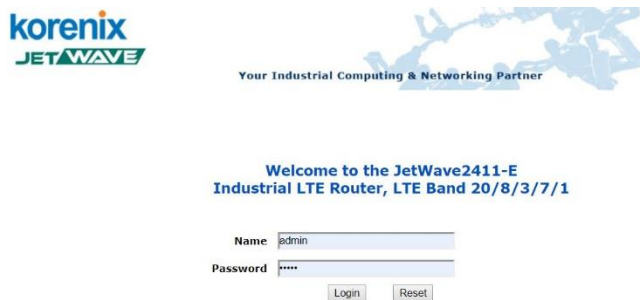 korenix
JETWAVE
Your Industrial Computing & Networking Partner
Welcome to the JetWave2411-E
Industrial LTE Router, LTE Band 20/8/3/7/1
Name admin
Password •••••
Login Reset